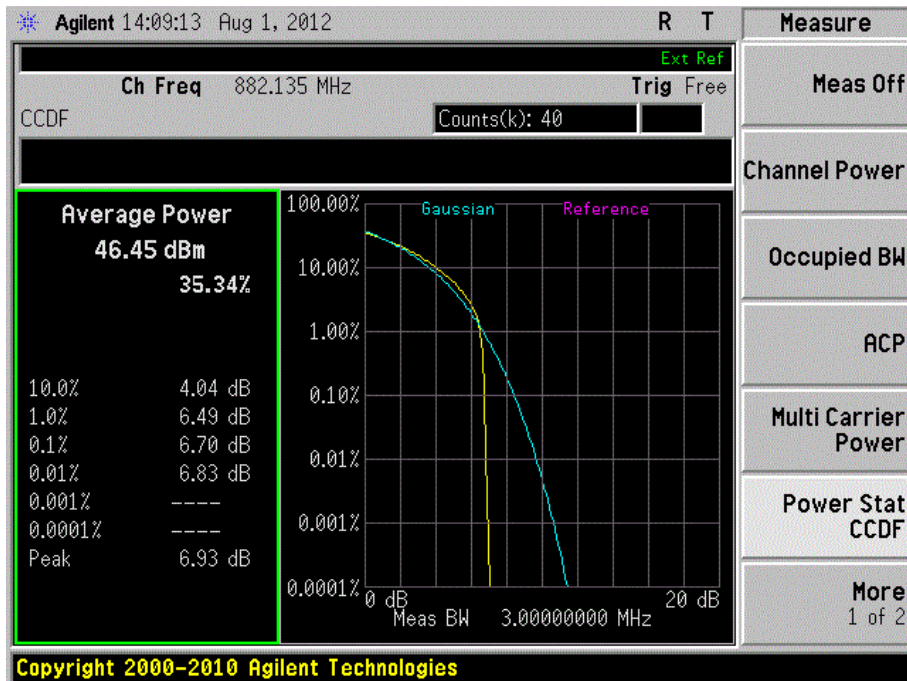 Agilent 14:09:13 Aug 1, 2012 R T
Measure
Ext Ref
Ch Freq 882.135 MHz Trig Free
CCDF Counts(k): 40
Average Power
46.45 dBm
35.34%
10.0% 4.04 dB
1.0% 6.49 dB
0.1% 6.70 dB
0.01% 6.83 dB
0.001% ----
0.0001% ----
Peak 6.93 dB
Gaussian Reference
100.00%
10.00%
1.00%
0.10%
0.01%
0.001%
0.0001%
0 dB 20 dB
Meas BW 3.00000000 MHz
Meas Off
Channel Power
Occupied BW
ACP
Multi Carrier
Power
Power Stat
CCDF
More
1 of 2
Copyright 2000-2010 Agilent Technologies